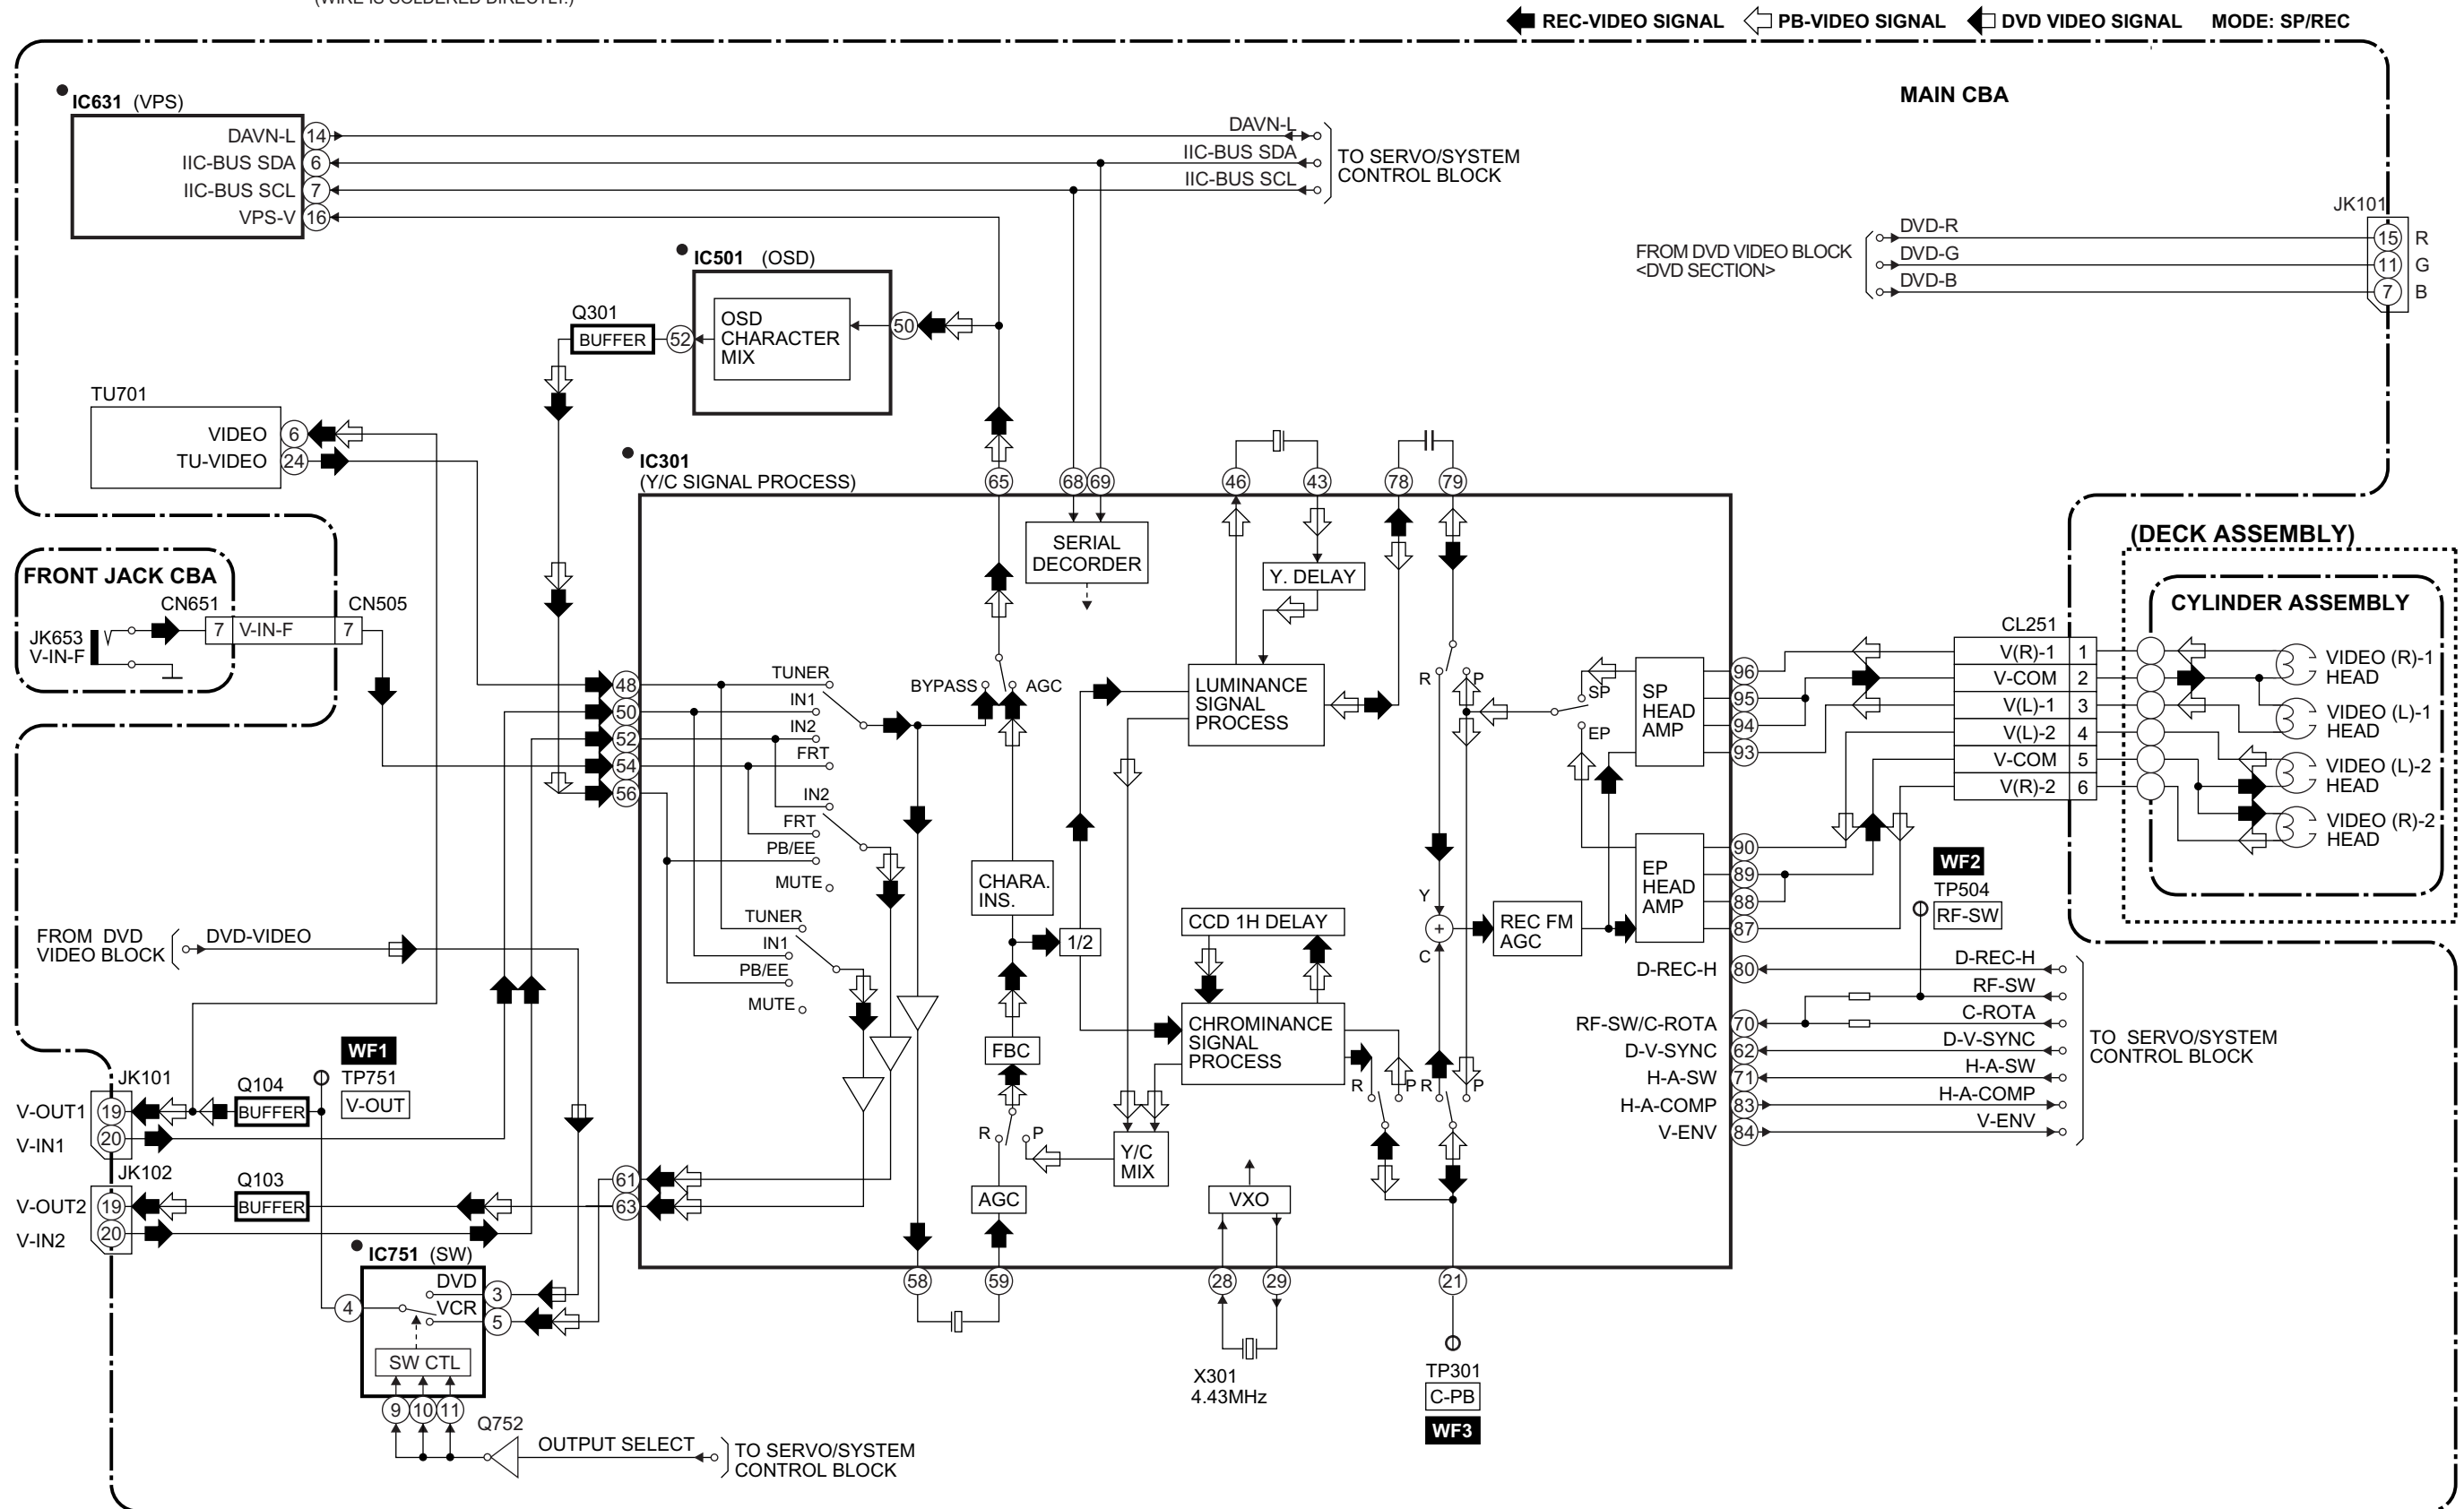 (WIRE IS SOLDERED DIRECTLY.)
REC-VIDEO SIGNAL PB-VIDEO SIGNAL DVD VIDEO SIGNAL MODE: SP/REC
MAIN CBA
IC631 (VPS)
DAVN-L 14
IIC-BUS SDA 6
IIC-BUS SCL 7
VPS-V 16
DAVN-L
IIC-BUS SDA
IIC-BUS SCL
TO SERVO/SYSTEM
CONTROL BLOCK
JK101
FROM DVD VIDEO BLOCK
<DVD SECTION>
DVD-R 15 R
DVD-G 11 G
DVD-B 7 B
IC501 (OSD)
OSD
CHARACTER
MIX
50
52
Q301
BUFFER
TU701
VIDEO 6
TU-VIDEO 24
IC301
(Y/C SIGNAL PROCESS)
65 68 69 46 43 78 79
FRONT JACK CBA
CN651
CN505
JK653
V-IN-F
7 V-IN-F 7
SERIAL
DECORDER
Y. DELAY
(DECK ASSEMBLY)
CYLINDER ASSEMBLY
CL251
V(R)-1 1
V-COM 2
V(L)-1 3
V(L)-2 4
V-COM 5
V(R)-2 6
VIDEO (R)-1
HEAD
VIDEO (L)-1
HEAD
VIDEO (L)-2
HEAD
VIDEO (R)-2
HEAD
48
50
52
54
56
TUNER
IN1
IN2
FRT
IN2
FRT
PB/EE
MUTE
TUNER
IN1
PB/EE
MUTE
BYPASS AGC
LUMINANCE
SIGNAL
PROCESS
R P
SP
EP
SP
HEAD
AMP
96
95
94
93
EP
HEAD
AMP
90
89
88
87
CHARA.
INS.
1/2
CCD 1H DELAY
Y
+
C
REC FM
AGC
WF2
TP504
RF-SW
FROM DVD
VIDEO BLOCK
DVD-VIDEO
FBC
CHROMINANCE
SIGNAL
PROCESS
R P R P
D-REC-H 80 D-REC-H
RF-SW
RF-SW/C-ROTA 70 C-ROTA
D-V-SYNC 62 D-V-SYNC
H-A-SW 71 H-A-SW
H-A-COMP 83 H-A-COMP
V-ENV 84 V-ENV
TO SERVO/SYSTEM
CONTROL BLOCK
WF1
TP751
V-OUT
JK101
V-OUT1 19
V-IN1 20
Q104
BUFFER
JK102
V-OUT2 19
V-IN2 20
Q103
BUFFER
61
63
R P
Y/C
MIX
AGC
VXO
IC751 (SW)
DVD 3
VCR 5
4
SW CTL
9 10 11
Q752
OUTPUT SELECT
TO SERVO/SYSTEM
CONTROL BLOCK
58 59 28 29 21
X301
4.43MHz
TP301
C-PB
WF3